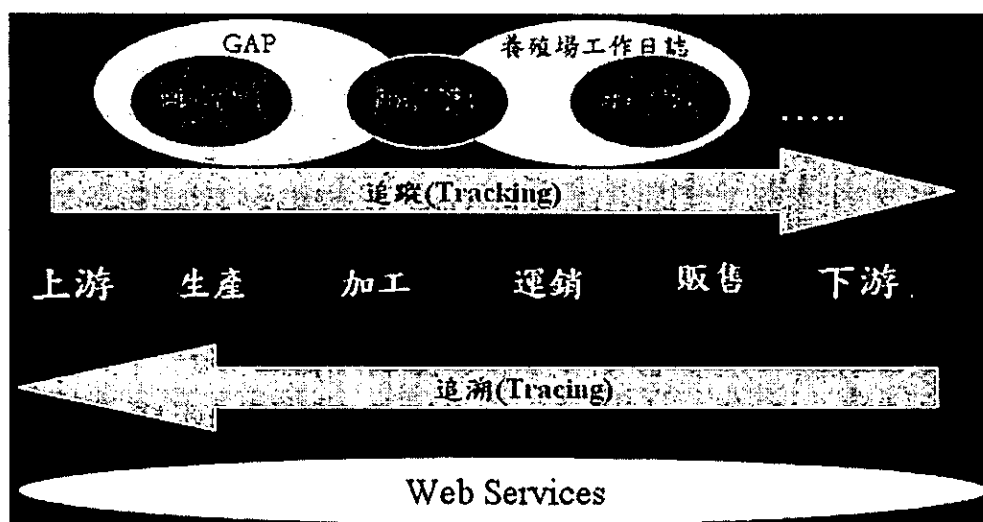 GAP
養殖場工作日誌
.....
追蹤(Tracking)
上游 生產 加工 運銷 販售 下游
追溯(Tracing)
Web Services